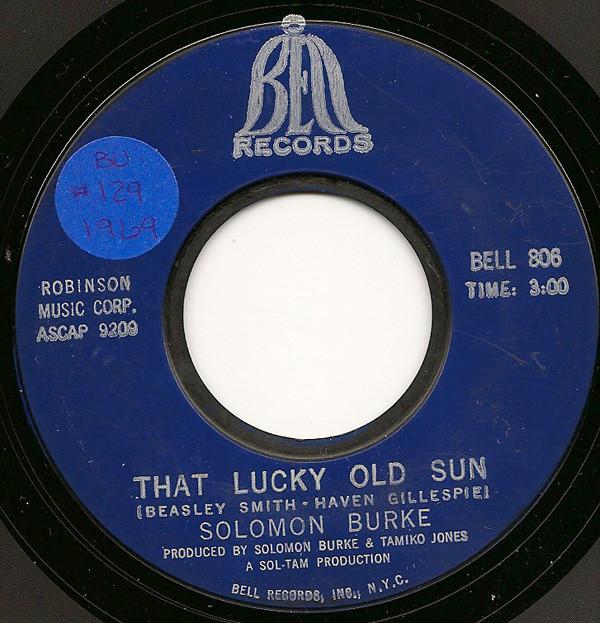 BELL
RECORDS
BU
#129
1969
ROBINSON
MUSIC CORP.
ASCAP 9209
BELL 806
TIME: 3:00
THAT LUCKY OLD SUN
(BEASLEY SMITH - HAVEN GILLESPIE)
SOLOMON BURKE
PRODUCED BY SOLOMON BURKE & TAMIKO JONES
A SOL-TAM PRODUCTION
BELL RECORDS, INC., N.Y.C.